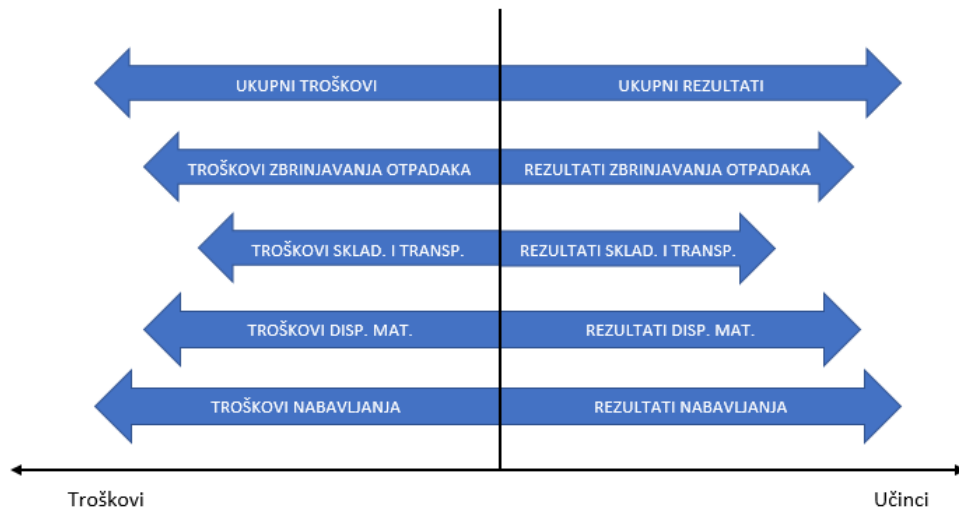 UKUPNI TROŠKOVI UKUPNI REZULTATI
TROŠKOVI ZBRINJAVANJA OTPADAKA REZULTATI ZBRINJAVANJA OTPADAKA
TROŠKOVI SKLAD. I TRANSP. REZULTATI SKLAD. I TRANSP.
TROŠKOVI DISP. MAT. REZULTATI DISP. MAT.
TROŠKOVI NABAVLJANJA REZULTATI NABAVLJANJA
Troškovi Učinci